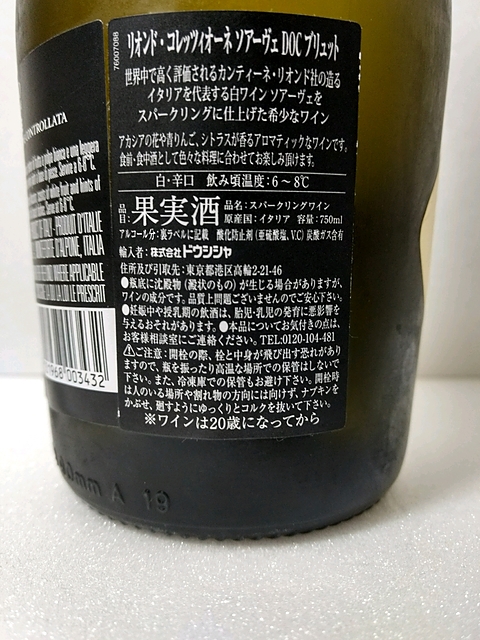 76007088
リオンド・コレッツィオーネ ソアーヴェ DOC ブリュット
世界中で高く評価されるカンティーネ・リオンド社の造る
イタリアを代表する白ワイン ソアーヴェを
スパークリングに仕上げた希少なワイン
アカシアの花や青りんご、シトラスが香るアロマティックなワインです。
食前・食中酒として色々な料理に合わせてお楽しみ頂けます。
白・辛口 飲み頃温度:6～8℃
品目:果実酒
品名:スパークリングワイン
原産国:イタリア 容量:750ml
アルコール分:裏ラベルに記載 酸化防止剤(亜硫酸塩、V.C) 炭酸ガス含有
輸入者:株式会社ドウシシャ
住所及び引取先:東京都港区高輪2-21-46
●瓶底に沈殿物(澱状のもの)が生じる場合がありますが、
ワインの成分です。品質上問題ございませんのでご安心下さい。
●妊娠中や授乳期の飲酒は、胎児・乳児の発育に悪影響を
与えるおそれがあります。●本品についてお気付きの点は、
お客様相談室にご連絡ください。TEL:0120-104-481
⚠ご注意:開栓の際、栓と中身が飛び出す恐れがあり
ますので、瓶を振ったり高温な場所での保管はしないで
下さい。また、冷凍庫での保管もお避け下さい。開栓時
は人のいる場所や割れ物の方向には向けず、ナプキンを
かぶせ、廻すようにゆっくりとコルクを抜いて下さい。
※ワインは20歳になってから
CONTROLLATA
ITALY - PRODUIT D'ITALIE
D'ALPONE, ITALIA
WHERE APPLICABLE
OÙ LE PRESCRIT
003432
mm A 19